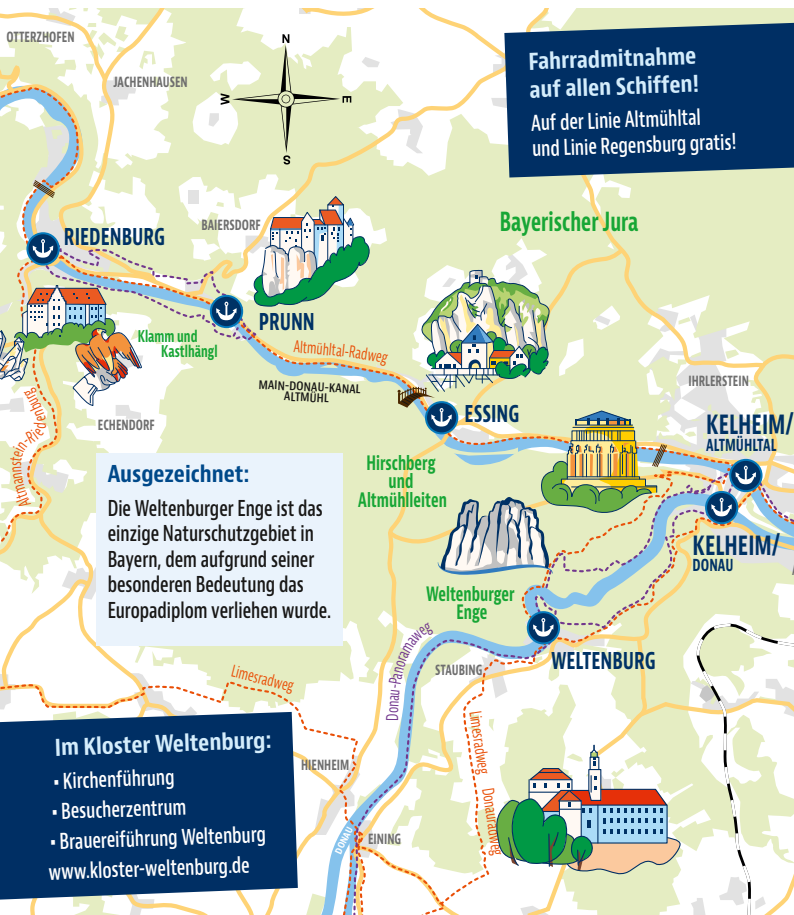 OTTERZHOFEN
JACHENHAUSEN
N
W
E
S
Fahrradmitnahme
auf allen Schiffen!
Auf der Linie Altmühltal
und Linie Regensburg gratis!
RIEDENBURG
BAIERSDORF
Bayerischer Jura
PRUNN
Klamm und
Kastlhängl
Altmühltal-Radweg
MAIN-DONAU-KANAL
ALTMÜHL
IHRLERSTEIN
ECHENDORF
Altmannstein-Riedenburg
ESSING
KELHEIM/
ALTMÜHLTAL
Hirschberg
und
Altmühlleiten
Ausgezeichnet:
Die Weltenburger Enge ist das
einzige Naturschutzgebiet in
Bayern, dem aufgrund seiner
besonderen Bedeutung das
Europadiplom verliehen wurde.
KELHEIM/
DONAU
Weltenburger
Enge
WELTENBURG
STAUBING
Donau-Panoramaweg
Limesradweg
Limesradweg
Donauradweg
Im Kloster Weltenburg:
▪ Kirchenführung
▪ Besucherzentrum
▪ Brauereiführung Weltenburg
www.kloster-weltenburg.de
HIENHEIM
DONAU
EINING